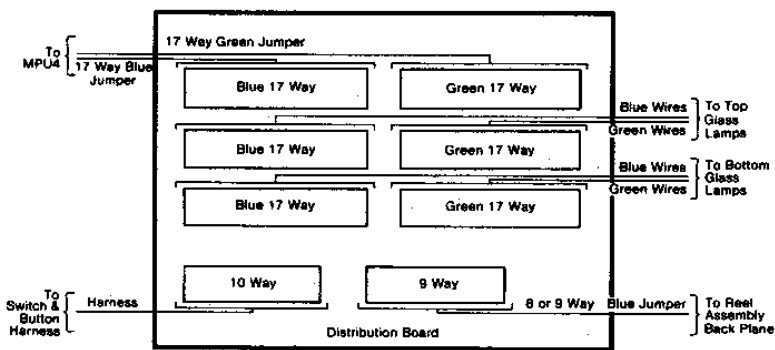 17 Way Green Jumper
To
MPU4
17 Way Blue
Jumper
Blue 17 Way
Green 17 Way
Blue Wires
Green Wires
To Top
Glass
Lamps
Blue 17 Way
Green 17 Way
Blue Wires
Green Wires
To Bottom
Glass
Lamps
Blue 17 Way
Green 17 Way
10 Way
9 Way
To
Switch &
Button
Harness
Harness
8 or 9 Way Blue Jumper
To Reel
Assembly
Back Plane
Distribution Board